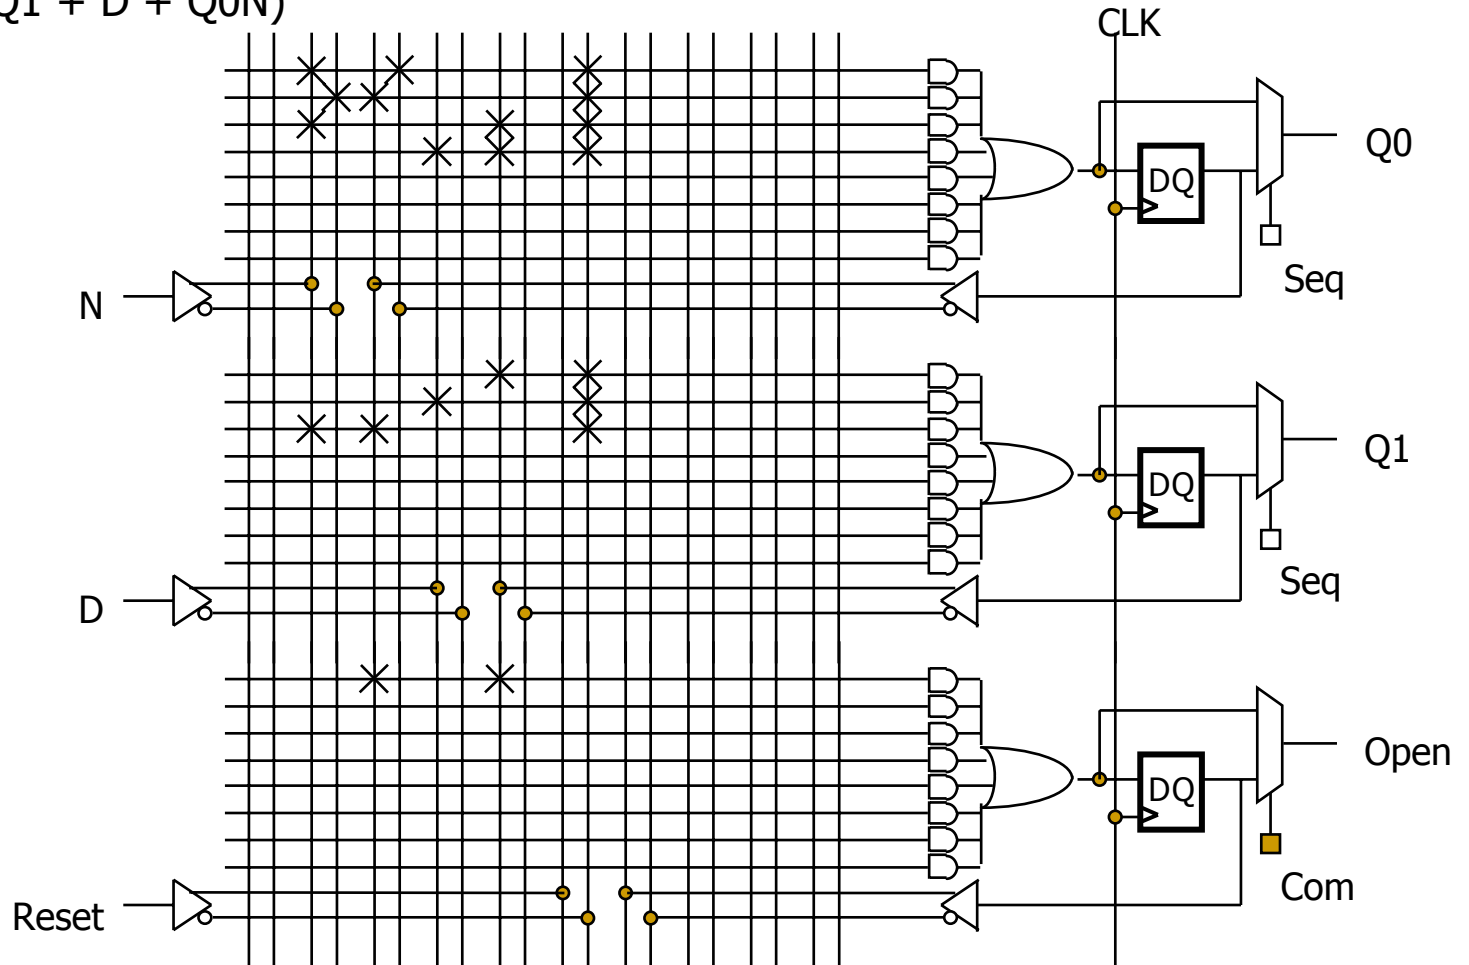 Q1 + D + Q0N)
CLK
DQ
Q0
Seq
N
DQ
Q1
Seq
D
DQ
Open
Com
Reset